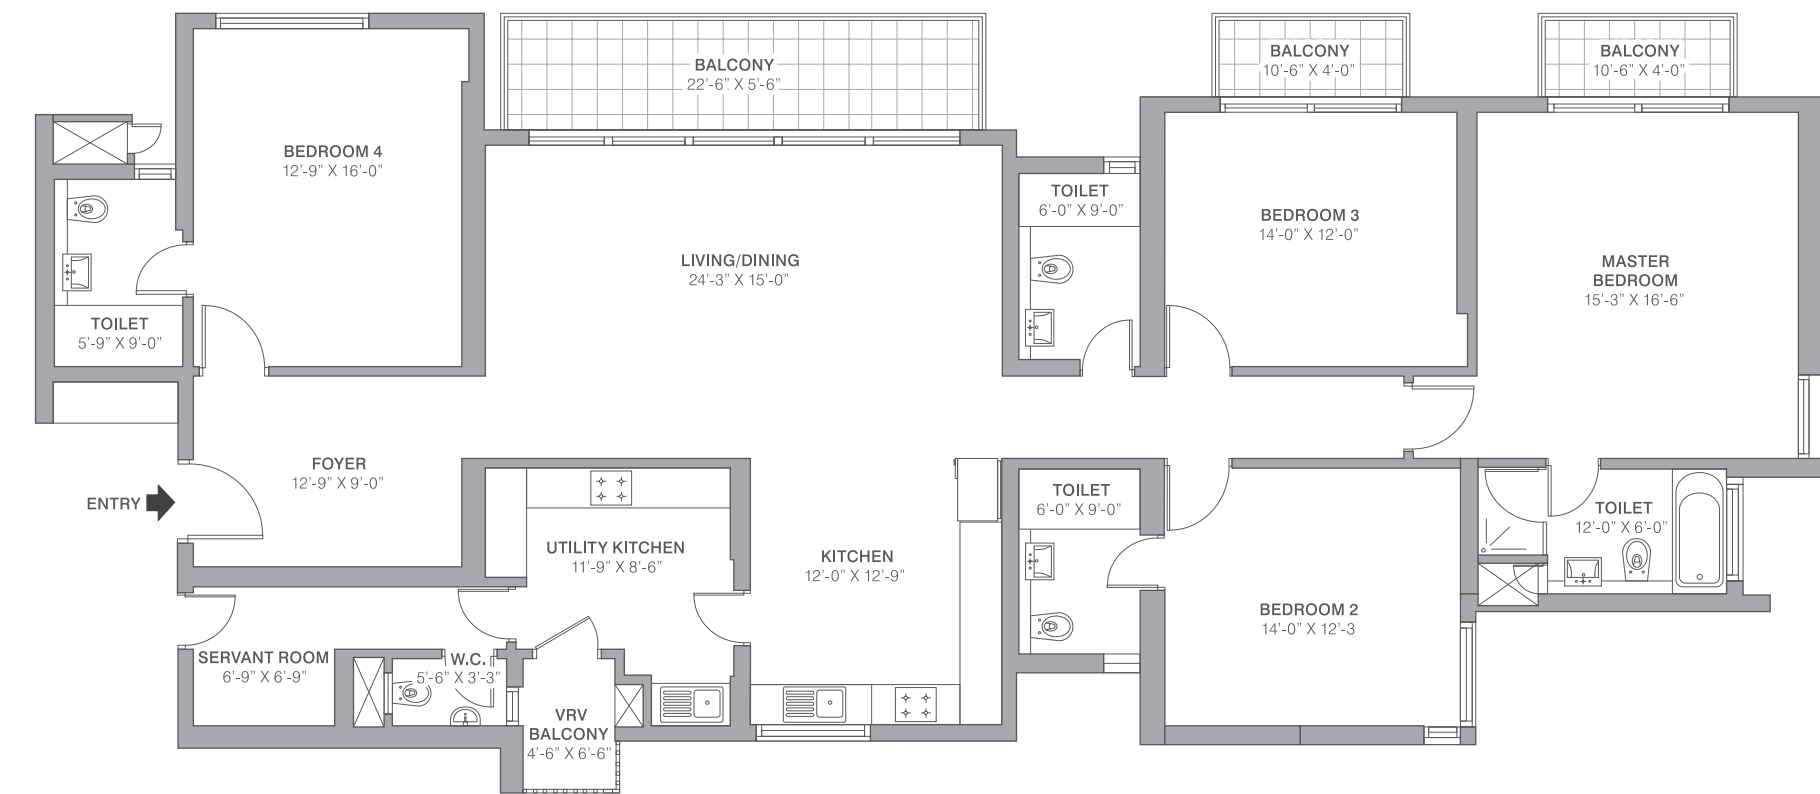 BALCONY
22'-6" X 5'-6"
BALCONY
10'-6" X 4'-0"
BALCONY
10'-6" X 4'-0"
BEDROOM 4
12'-9" X 16'-0"
TOILET
6'-0" X 9'-0"
BEDROOM 3
14'-0" X 12'-0"
LIVING/DINING
24'-3" X 15'-0"
MASTER
BEDROOM
15'-3" X 16'-6"
TOILET
5'-9" X 9'-0"
FOYER
12'-9" X 9'-0"
ENTRY
TOILET
6'-0" X 9'-0"
TOILET
12'-0" X 6'-0"
UTILITY KITCHEN
11'-9" X 8'-6"
KITCHEN
12'-0" X 12'-9"
BEDROOM 2
14'-0" X 12'-3
SERVANT ROOM
6'-9" X 6'-9"
W.C.
5'-6" X 3'-3"
VRV
BALCONY
4'-6" X 6'-6"